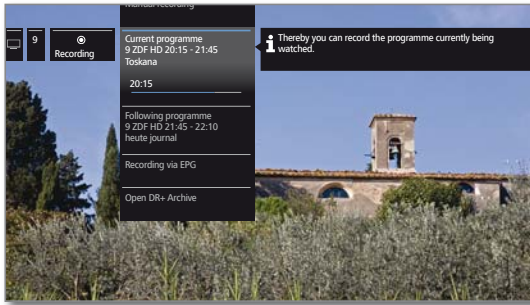 Manual recording
9
Recording
Current programme
9 ZDF HD 20:15 - 21:45
Toskana
20:15
Following programme
9 ZDF HD 21:45 - 22:10
heute journal
Recording via EPG
Open DR+ Archive
i Thereby you can record the programme currently being
watched.